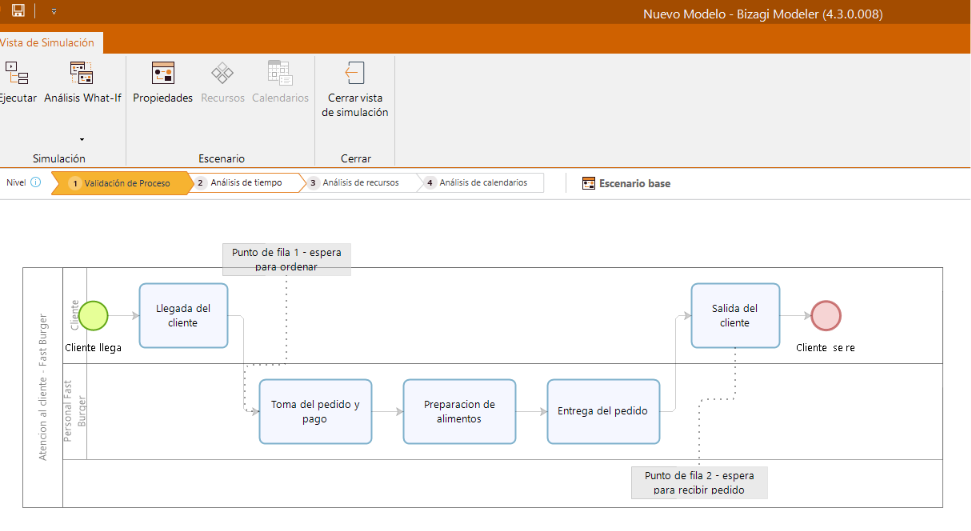 Nuevo Modelo - Bizagi Modeler (4.3.0.008)
Vista de Simulación
Ejecutar
Análisis What-If
Propiedades
Recursos
Calendarios
Cerrar vista
de simulación
Simulación
Escenario
Cerrar
Nivel
1 Validación de Proceso
2 Análisis de tiempo
3 Análisis de recursos
4 Análisis de calendarios
Escenario base
Punto de fila 1 - espera
para ordenar
Atencion al cliente - Fast Burger
Cliente
Cliente llega
Llegada del
cliente
Salida del
cliente
Cliente se re
Personal Fast
Burger
Toma del pedido y
pago
Preparacion de
alimentos
Entrega del pedido
Punto de fila 2 - espera
para recibir pedido